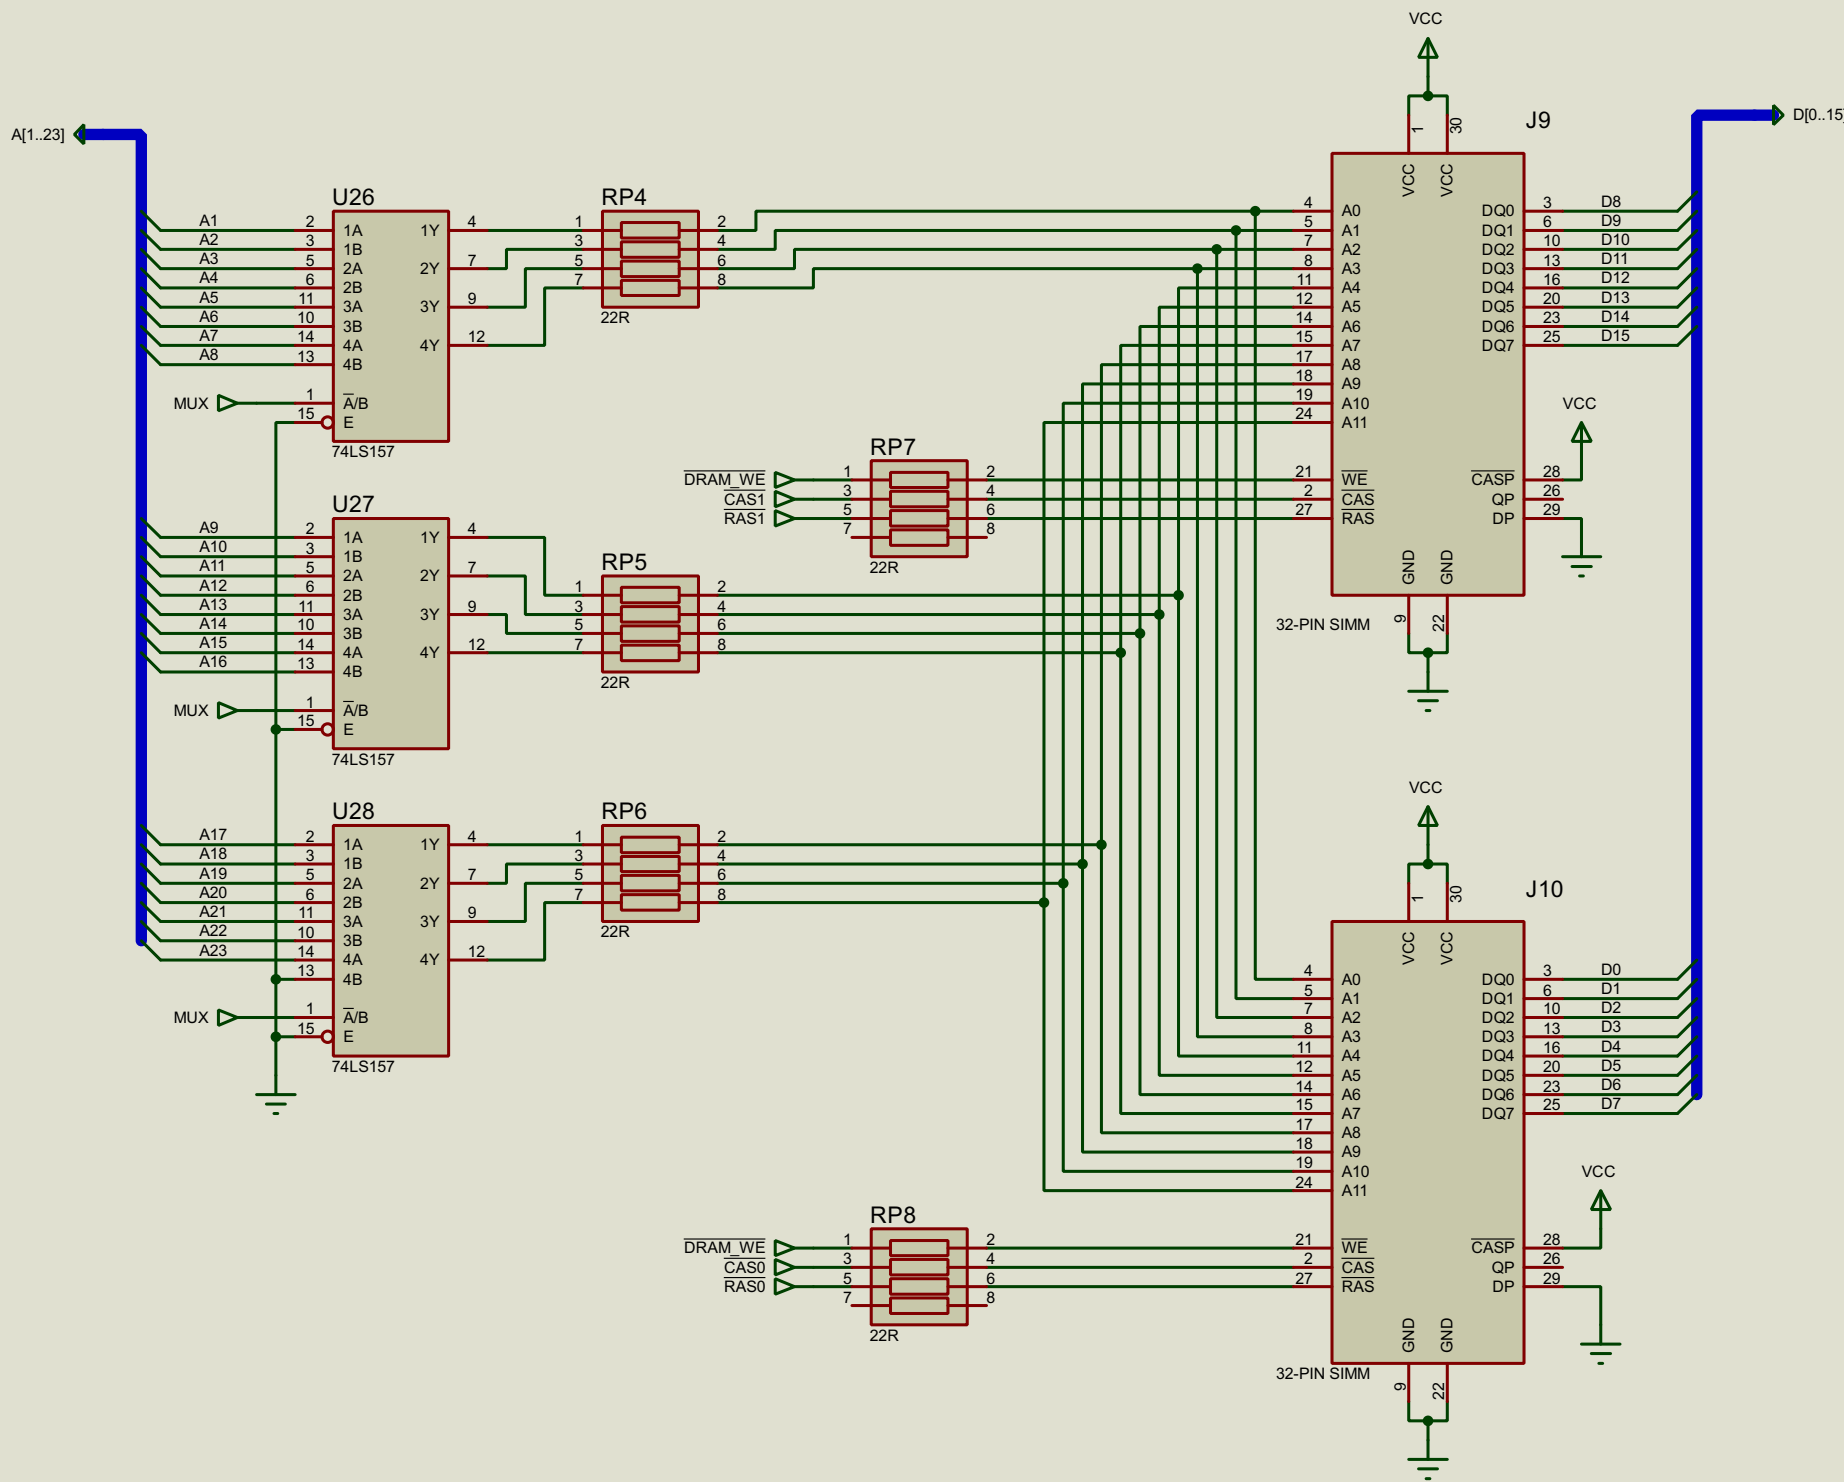 VCC
A[1..23]
D[0..15]
J9
1
30
VCC
VCC
U26
A1 2 1A 1Y 4
A2 3 1B
A3 5 2A 2Y 7
A4 6 2B
A5 11 3A 3Y 9
A6 10 3B
A7 14 4A 4Y 12
A8 13 4B
MUX 1 A/B
15 E
74LS157
RP4
1 2
3 4
5 6
7 8
22R
4 A0 DQ0 3 D8
5 A1 DQ1 6 D9
7 A2 DQ2 10 D10
8 A3 DQ3 13 D11
11 A4 DQ4 16 D12
12 A5 DQ5 20 D13
14 A6 DQ6 23 D14
15 A7 DQ7 25 D15
17 A8
18 A9
19 A10
24 A11
VCC
RP7
DRAM_WE 1 2 21 WE CASP 28
CAS1 3 4 2 CAS QP 26
RAS1 5 6 27 RAS DP 29
7 8
22R
GND
GND
9
22
32-PIN SIMM
U27
A9 2 1A 1Y 4
A10 3 1B
A11 5 2A 2Y 7
A12 6 2B
A13 11 3A 3Y 9
A14 10 3B
A15 14 4A 4Y 12
A16 13 4B
MUX 1 A/B
15 E
74LS157
RP5
1 2
3 4
5 6
7 8
22R
U28
A17 2 1A 1Y 4
A18 3 1B
A19 5 2A 2Y 7
A20 6 2B
A21 11 3A 3Y 9
A22 10 3B
A23 14 4A 4Y 12
13 4B
MUX 1 A/B
15 E
74LS157
RP6
1 2
3 4
5 6
7 8
22R
VCC
J10
1
30
VCC
VCC
4 A0 DQ0 3 D0
5 A1 DQ1 6 D1
7 A2 DQ2 10 D2
8 A3 DQ3 13 D3
11 A4 DQ4 16 D4
12 A5 DQ5 20 D5
14 A6 DQ6 23 D6
15 A7 DQ7 25 D7
17 A8
18 A9
19 A10
24 A11
VCC
RP8
DRAM_WE 1 2 21 WE CASP 28
CAS0 3 4 2 CAS QP 26
RAS0 5 6 27 RAS DP 29
7 8
22R
GND
GND
32-PIN SIMM
9
22